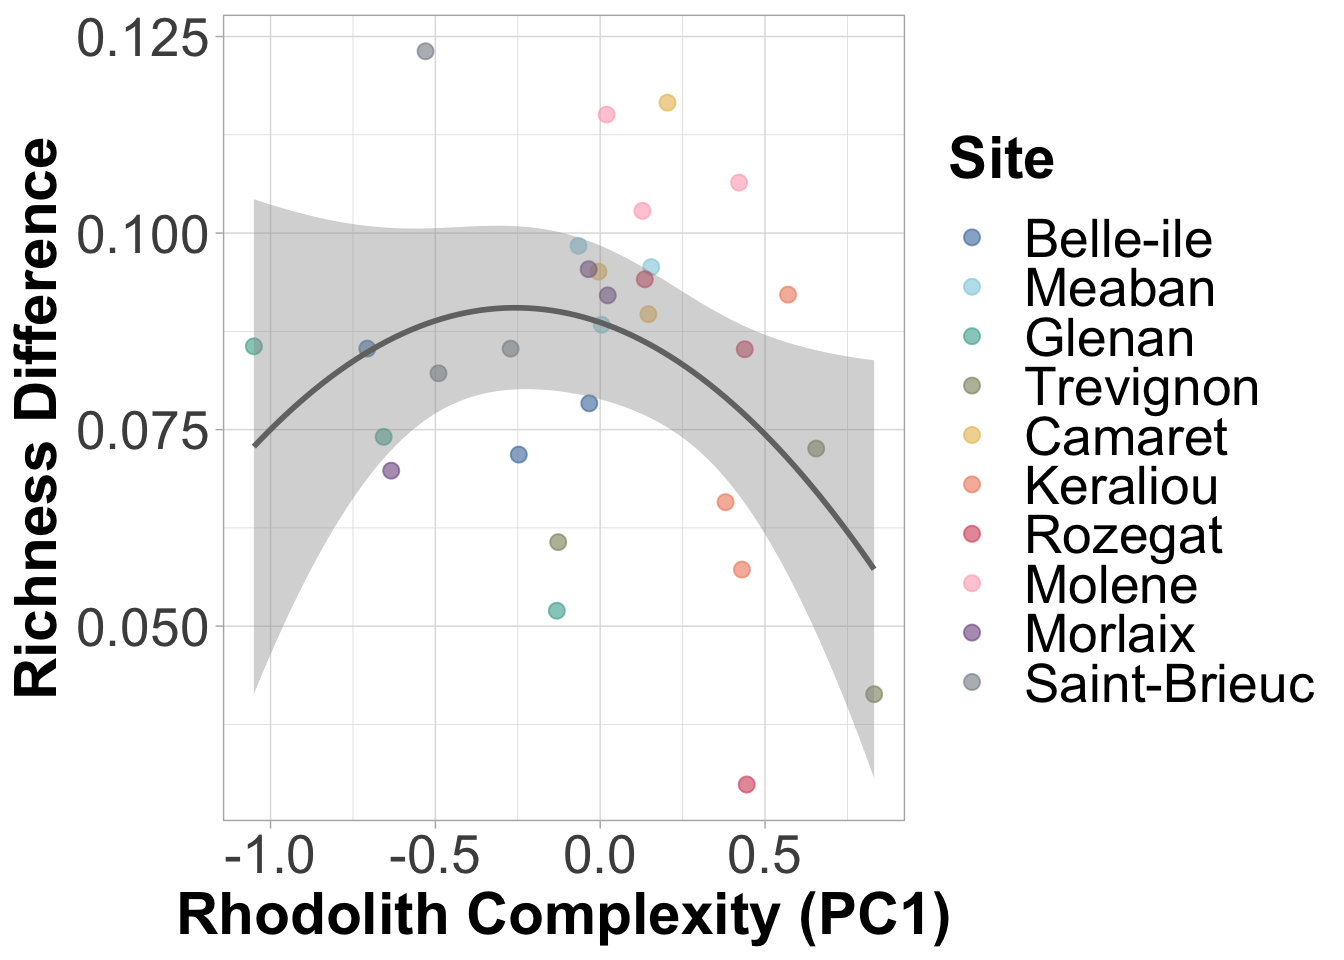 Richness Difference
0.125
0.100
0.075
0.050
-1.0 -0.5 0.0 0.5
Rhodolith Complexity (PC1)
Site
Belle-ile
Meaban
Glenan
Trevignon
Camaret
Keraliou
Rozegat
Molene
Morlaix
Saint-Brieuc